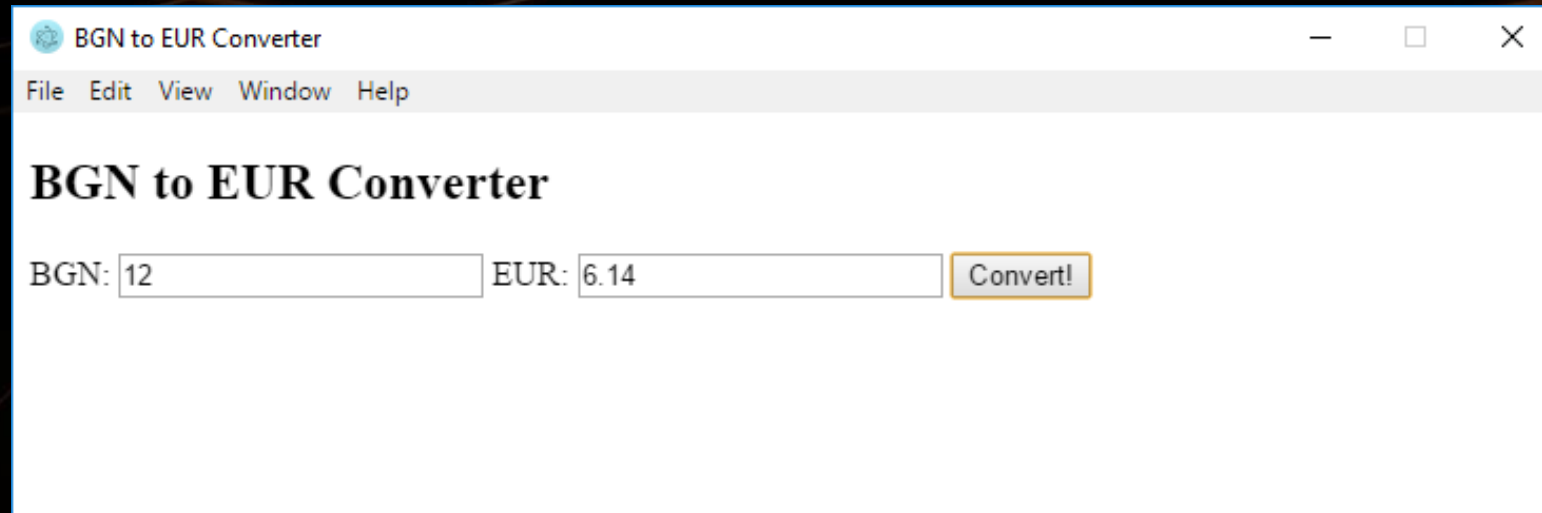 BGN to EUR Converter
File Edit View Window Help
BGN to EUR Converter
BGN: 12 EUR: 6.14 Convert!